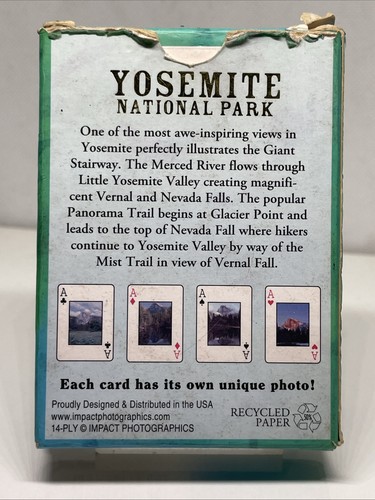 YOSEMITE
NATIONAL PARK
One of the most awe-inspiring views in
Yosemite perfectly illustrates the Giant
Stairway. The Merced River flows through
Little Yosemite Valley creating magnifi-
cent Vernal and Nevada Falls. The popular
Panorama Trail begins at Glacier Point and
leads to the top of Nevada Fall where hikers
continue to Yosemite Valley by way of the
Mist Trail in view of Vernal Fall.
A A A A
A A A A
Each card has its own unique photo!
Proudly Designed & Distributed in the USA
www.impactphotographics.com
14-PLY © IMPACT PHOTOGRAPHICS
RECYCLED
PAPER